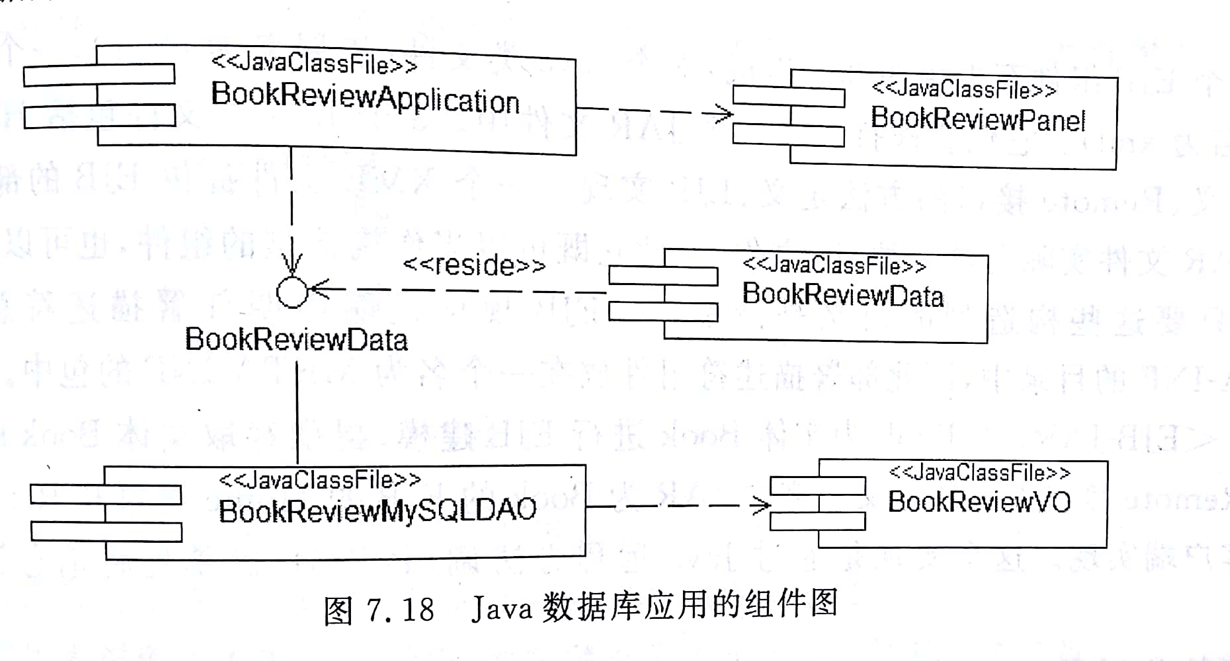 <<JavaClassFile>>
BookReviewApplication
<<JavaClassFile>>
BookReviewPanel
<<reside>>
<<JavaClassFile>>
BookReviewData
BookReviewData
<<JavaClassFile>>
BookReviewMySQLDAO
<<JavaClassFile>>
BookReviewVO
图 7.18 Java 数据库应用的组件图